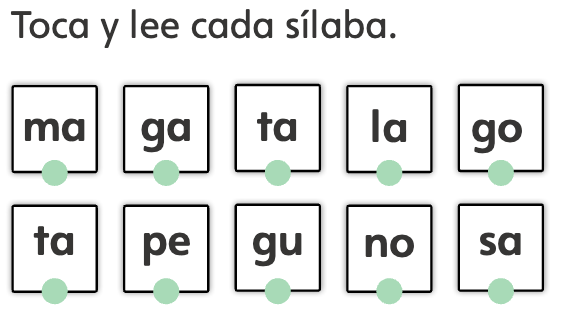 Toca y lee cada sílaba.
ma ga ta la go
ta pe gu no sa